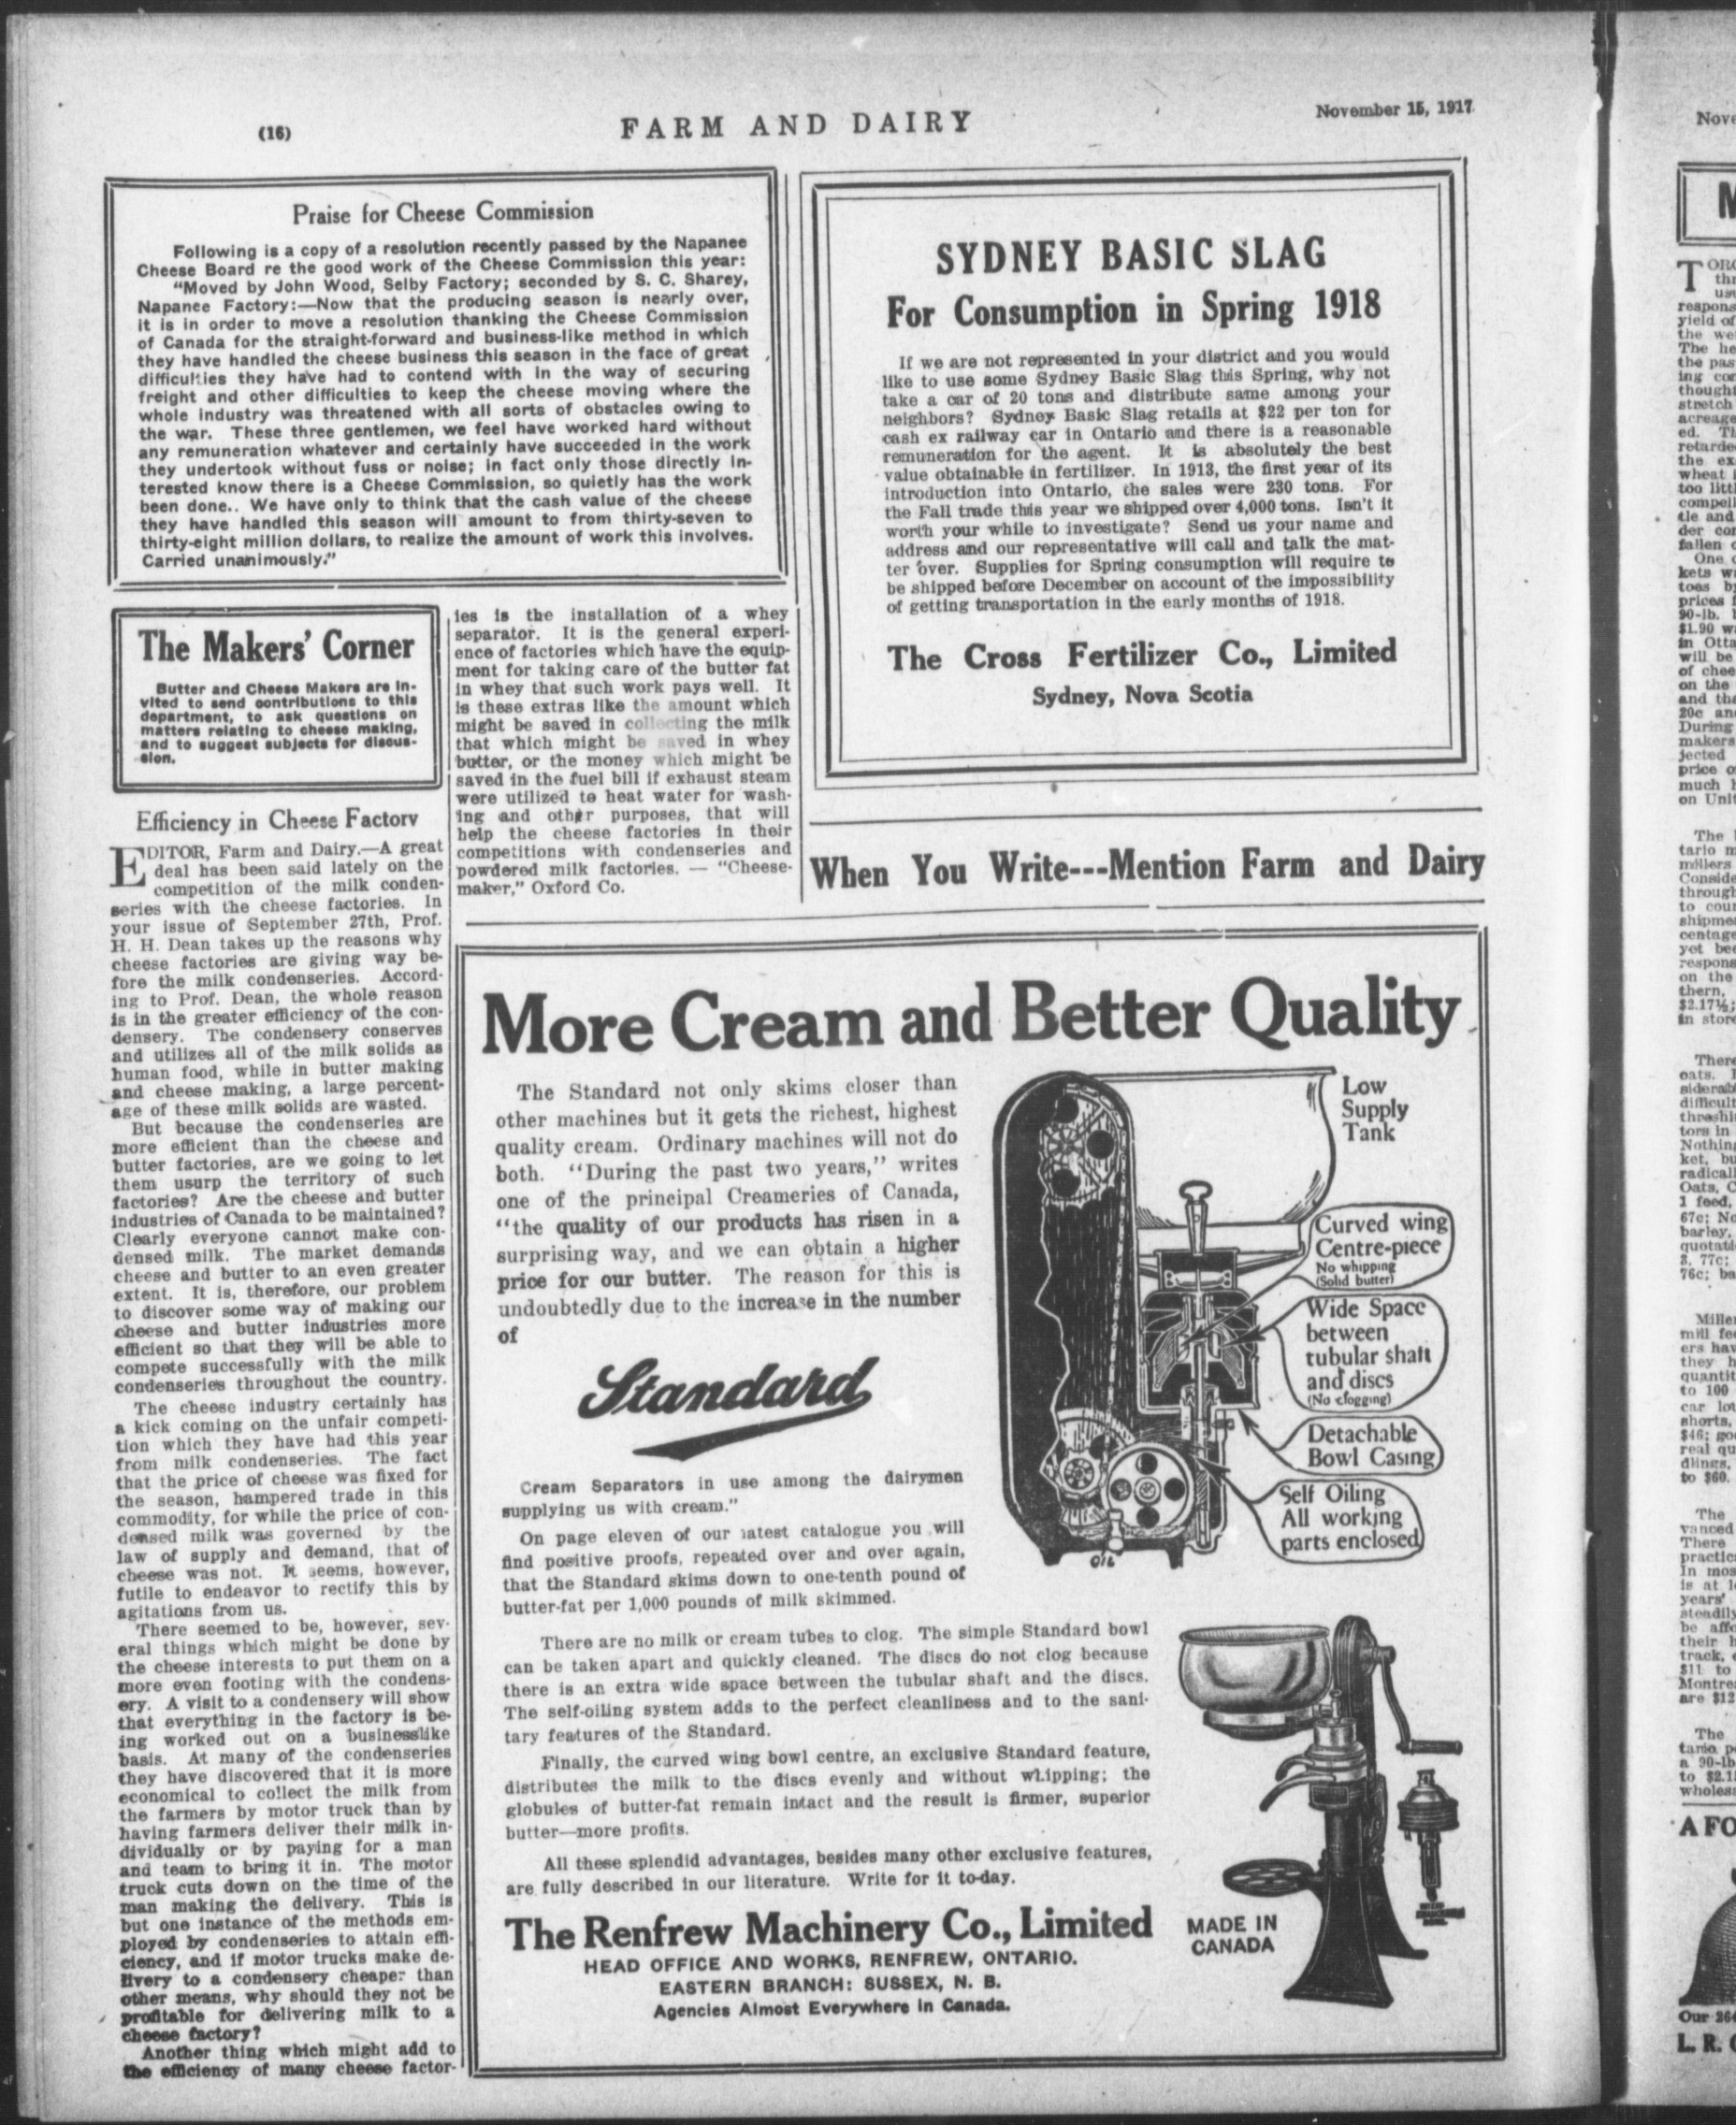 (16)
FARM AND DAIRY
November 15, 1917
Praise for Cheese Commission
Following is a copy of a resolution recently passed by the Napanee
Cheese Board re the good work of the Cheese Commission this year:
"Moved by John Wood, Selby Factory; seconded by S. C. Sharey,
Napanee Factory:—Now that the producing season is nearly over,
it is in order to move a resolution thanking the Cheese Commission
of Canada for the straight-forward and business-like method in which
they have handled the cheese business this season in the face of great
difficulties they have had to contend with in the way of securing
freight and other difficulties to keep the cheese moving where the
whole industry was threatened with all sorts of obstacles owing to
the war. These three gentlemen, we feel have worked hard without
any remuneration whatever and certainly have succeeded in the work
they undertook without fuss or noise; in fact only those directly in-
terested know there is a Cheese Commission, so quietly has the work
been done.. We have only to think that the cash value of the cheese
they have handled this season will amount to from thirty-seven to
thirty-eight million dollars, to realize the amount of work this involves.
Carried unanimously."
The Makers' Corner
Butter and Cheese Makers are in-
vited to send contributions to this
department, to ask questions on
matters relating to cheese making,
and to suggest subjects for discus-
sion.
Efficiency in Cheese Factory
EDITOR, Farm and Dairy.—A great
deal has been said lately on the
competition of the milk conden-
series with the cheese factories. In
your issue of September 27th, Prof.
H. H. Dean takes up the reasons why
cheese factories are giving way be-
fore the milk condenseries. Accord-
ing to Prof. Dean, the whole reason
is in the greater efficiency of the con-
densery. The condensery conserves
and utilizes all of the milk solids as
human food, while in butter making
and cheese making, a large percent-
age of these milk solids are wasted.
But because the condenseries are
more efficient than the cheese and
butter factories, are we going to let
them usurp the territory of such
factories? Are the cheese and butter
industries of Canada to be maintained?
Clearly everyone cannot make con-
densed milk. The market demands
cheese and butter to an even greater
extent. It is, therefore, our problem
to discover some way of making our
cheese and butter industries more
efficient so that they will be able to
compete successfully with the milk
condenseries throughout the country.
The cheese industry certainly has
a kick coming on the unfair competi-
tion which they have had this year
from milk condenseries. The fact
that the price of cheese was fixed for
the season, hampered trade in this
commodity, for while the price of con-
densed milk was governed by the
law of supply and demand, that of
cheese was not. It seems, however,
futile to endeavor to rectify this by
agitations from us.
There seemed to be, however, sev-
eral things which might be done by
the cheese interests to put them on a
more even footing with the condens-
ery. A visit to a condensery will show
that everything in the factory is be-
ing worked out on a businesslike
basis. At many of the condenseries
they have discovered that it is more
economical to collect the milk from
the farmers by motor truck than by
having farmers deliver their milk in-
dividually or by paying for a man
and team to bring it in. The motor
truck cuts down on the time of the
man making the delivery. This is
but one instance of the methods em-
ployed by condenseries to attain effi-
ciency, and if motor trucks make de-
livery to a condensery cheaper than
other means, why should they not be
profitable for delivering milk to a
cheese factory?
Another thing which might add to
the efficiency of many cheese factor-
ies is the installation of a whey
separator. It is the general experi-
ence of factories which have the equip-
ment for taking care of the butter fat
in whey that such work pays well. It
is these extras like the amount which
might be saved in collecting the milk
that which might be saved in whey
butter, or the money which might be
saved in the fuel bill if exhaust steam
were utilized to heat water for wash-
ing and other purposes, that will
help the cheese factories in their
competitions with condenseries and
powdered milk factories. — "Cheese-
maker," Oxford Co.
SYDNEY BASIC SLAG
For Consumption in Spring 1918
If we are not represented in your district and you would
like to use some Sydney Basic Slag this Spring, why not
take a car of 20 tons and distribute same among your
neighbors? Sydney Basic Slag retails at $22 per ton for
cash ex railway car in Ontario and there is a reasonable
remuneration for the agent. It is absolutely the best
value obtainable in fertilizer. In 1913, the first year of its
introduction into Ontario, the sales were 230 tons. For
the Fall trade this year we shipped over 4,000 tons. Isn't it
worth your while to investigate? Send us your name and
address and our representative will call and talk the mat-
ter over. Supplies for Spring consumption will require to
be shipped before December on account of the impossibility
of getting transportation in the early months of 1918.
The Cross Fertilizer Co., Limited
Sydney, Nova Scotia
When You Write---Mention Farm and Dairy
More Cream and Better Quality
The Standard not only skims closer than
other machines but it gets the richest, highest
quality cream. Ordinary machines will not do
both. "During the past two years," writes
one of the principal Creameries of Canada,
"the quality of our products has risen in a
surprising way, and we can obtain a higher
price for our butter. The reason for this is
undoubtedly due to the increase in the number
of
Standard
Cream Separators in use among the dairymen
supplying us with cream."
On page eleven of our latest catalogue you will
find positive proofs, repeated over and over again,
that the Standard skims down to one-tenth pound of
butter-fat per 1,000 pounds of milk skimmed.
There are no milk or cream tubes to clog. The simple Standard bowl
can be taken apart and quickly cleaned. The discs do not clog because
there is an extra wide space between the tubular shaft and the discs.
The self-oiling system adds to the perfect cleanliness and to the sani-
tary features of the Standard.
Finally, the curved wing bowl centre, an exclusive Standard feature,
distributes the milk to the discs evenly and without whipping; the
globules of butter-fat remain intact and the result is firmer, superior
butter—more profits.
All these splendid advantages, besides many other exclusive features,
are fully described in our literature. Write for it to-day.
The Renfrew Machinery Co., Limited
HEAD OFFICE AND WORKS, RENFREW, ONTARIO.
EASTERN BRANCH: SUSSEX, N. B.
Agencies Almost Everywhere in Canada.
Low
Supply
Tank
Curved wing
Centre-piece
No whipping
(Solid butter)
Wide Space
between
tubular shaft
and discs
(No clogging)
Detachable
Bowl Casing
Self Oiling
All working
parts enclosed
OIL
MADE IN
CANADA